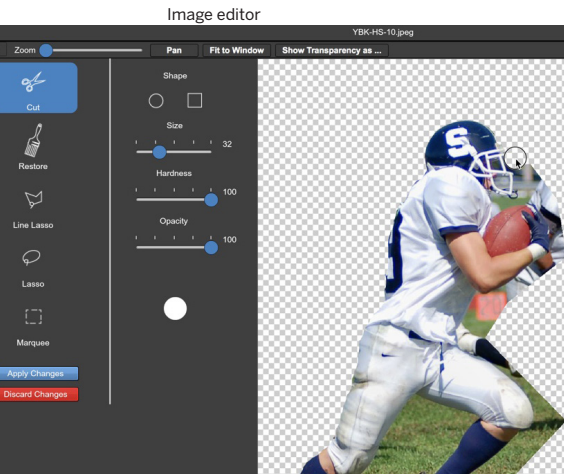 Image editor
YBK-HS-10.jpeg
Zoom Pan Fit to Window Show Transparency as ...
Cut
Restore
Line Lasso
Lasso
Marquee
Apply Changes
Discard Changes
Shape
Size
32
Hardness
100
Opacity
100
S